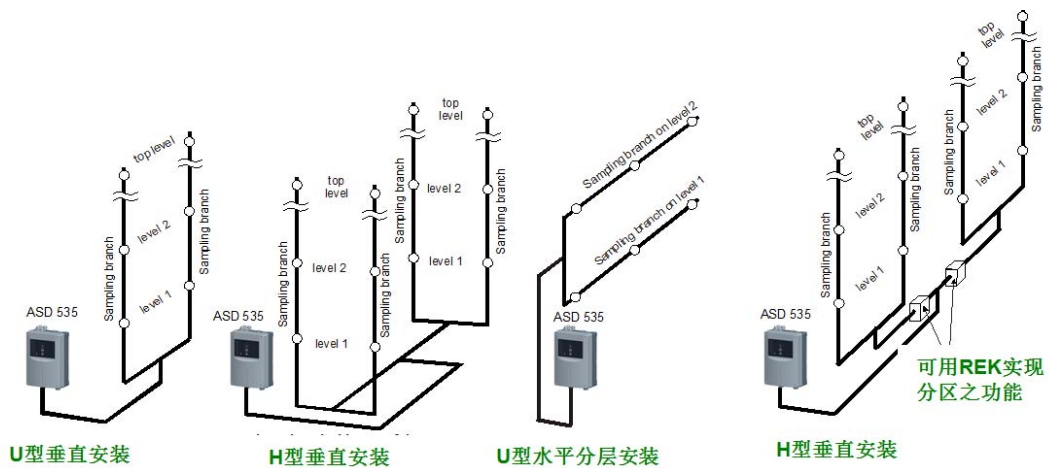 top level
level 2
level 1
Sampling branch
Sampling branch
ASD 535
U型垂直安装
top
level
level 2
level 1
Sampling branch
Sampling branch
top
level
level 2
level 1
Sampling branch
ASD 535
H型垂直安装
Sampling branch on level 2
Sampling branch on level 1
ASD 535
U型水平分层安装
top
level
level 2
level 1
Sampling branch
Sampling branch
top
level
level 2
level 1
Sampling branch
Sampling branch
ASD 535
可用REK实现
分区之功能
H型垂直安装